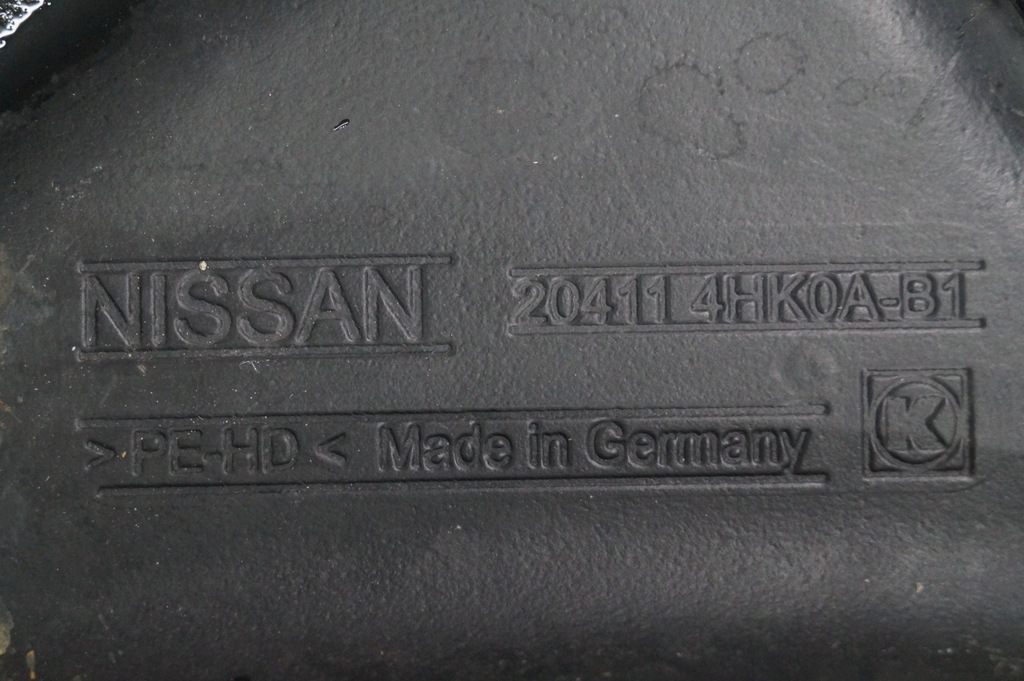 NISSAN
20411 4HK0A-B1
>PE-HD< Made in Germany
K